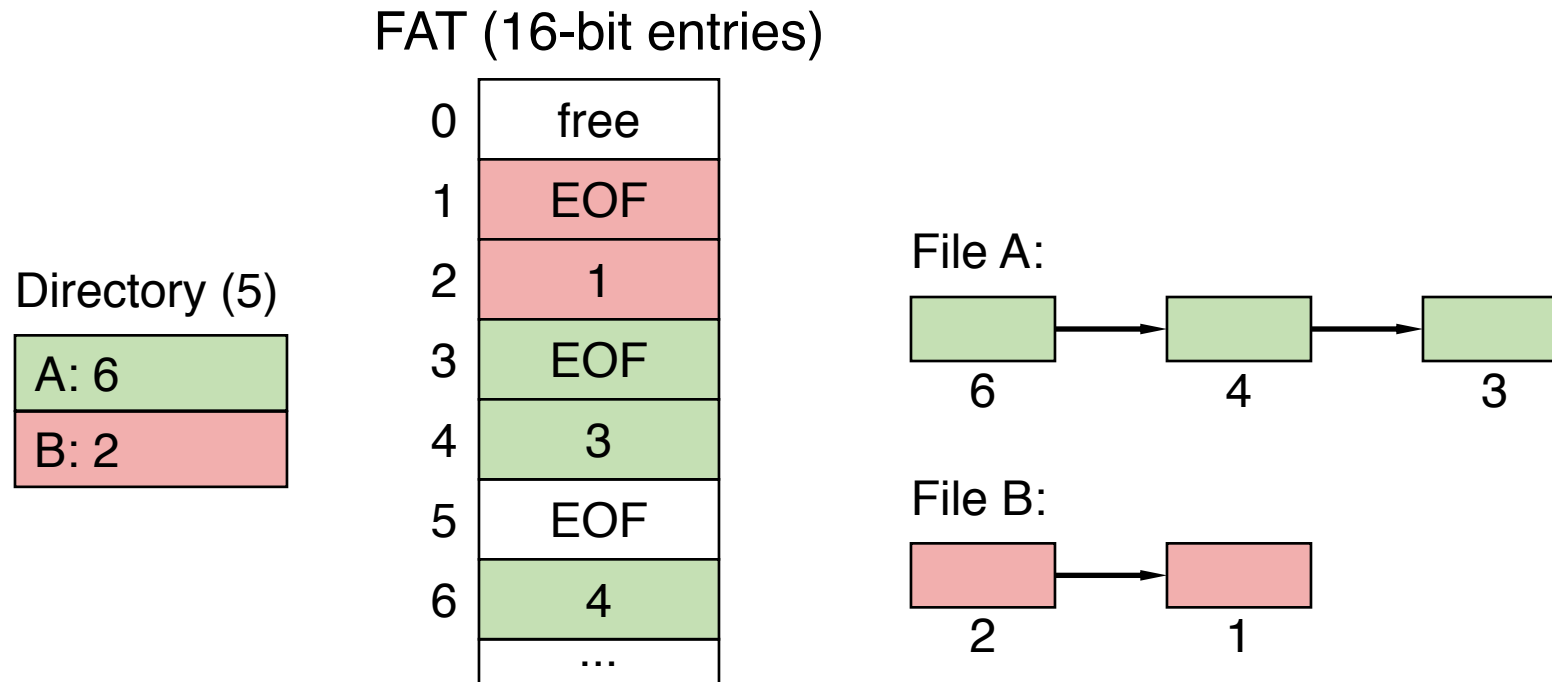 FAT (16-bit entries)
Directory (5)
A: 6
B: 2
0 free
1 EOF
2 1
3 EOF
4 3
5 EOF
6 4
...
File A:
6 4 3
File B:
2 1